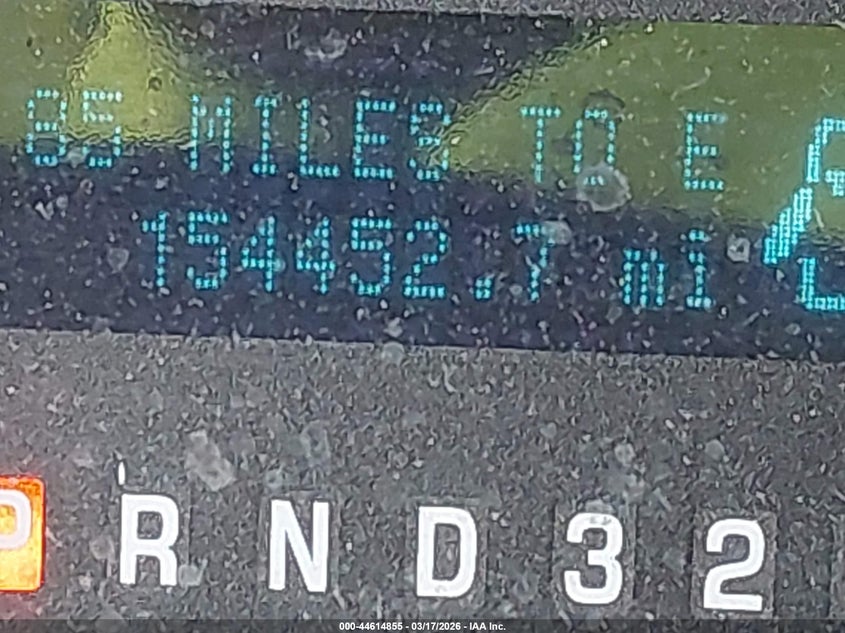 85 MILES TO E
154452.7 mi
P R N D 3 2
000-44614855 - 03/17/2026 - IAA Inc.